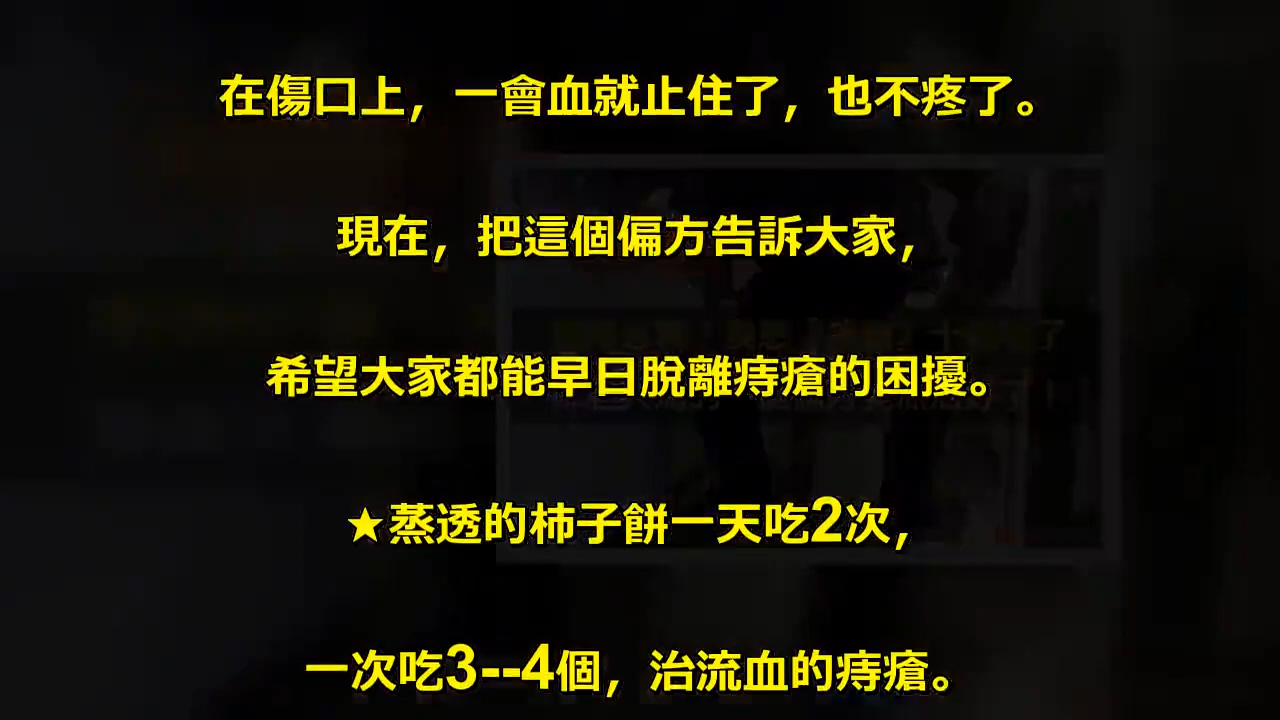 在傷口上，一會血就止住了，也不疼了。
現在，把這個偏方告訴大家，
希望大家都能早日脫離痔瘡的困擾。
★蒸透的柿子餅一天吃2次，
一次吃3--4個，治流血的痔瘡。